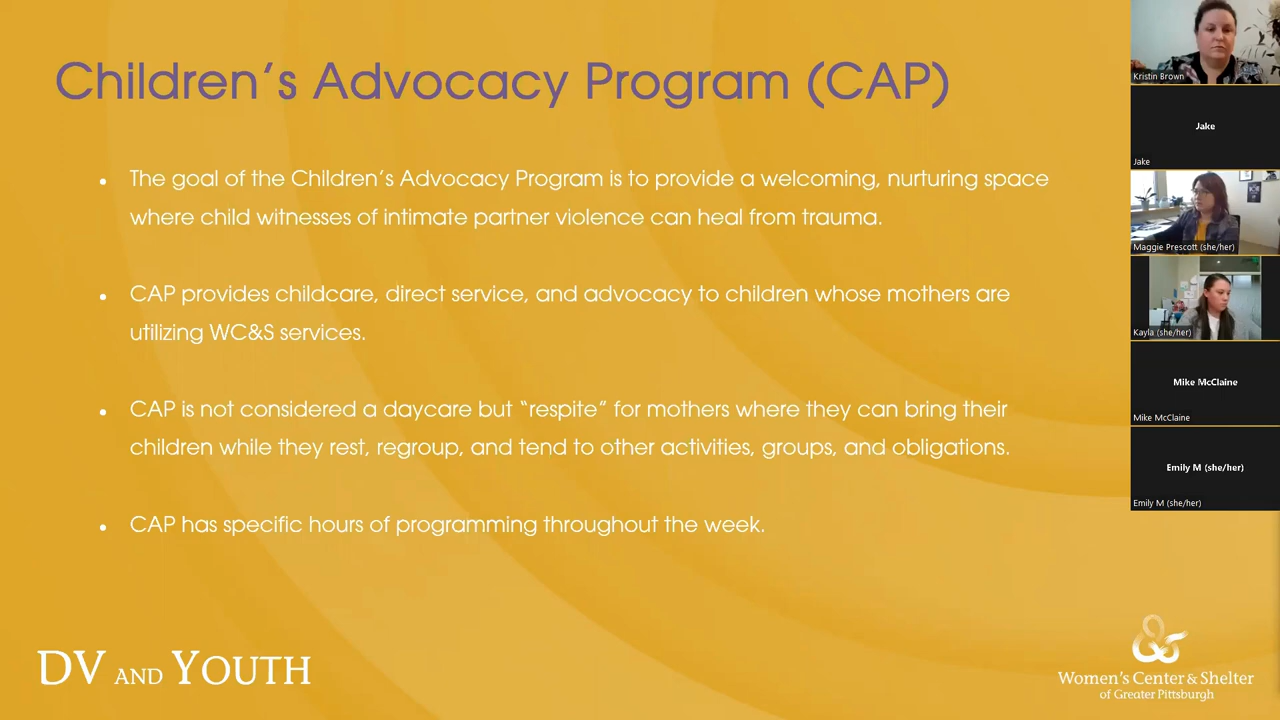 Children's Advocacy Program (CAP)
• The goal of the Children's Advocacy Program is to provide a welcoming, nurturing space
where child witnesses of intimate partner violence can heal from trauma.
• CAP provides childcare, direct service, and advocacy to children whose mothers are
utilizing WC&S services.
• CAP is not considered a daycare but “respite” for mothers where they can bring their
children while they rest, regroup, and tend to other activities, groups, and obligations.
• CAP has specific hours of programming throughout the week.
DV AND YOUTH
Women's Center & Shelter
of Greater Pittsburgh
Kristin Brown
Jake
Jake
Maggie Prescott (she/her)
Kayla (she/her)
Mike McClaine
Mike McClaine
Emily M (she/her)
Emily M (she/her)